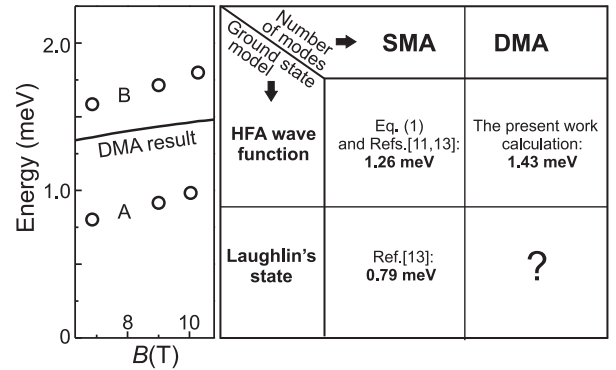 2.0
1.0
0
Energy (meV)
B
DMA result
A
8
10
B(T)
Number
of modes
Ground state
model
SMA
DMA
HFA wave
function
Eq. (1)
and Refs.[11,13]:
1.26 meV
The present work
calculation:
1.43 meV
Laughlin's
state
Ref.[13]:
0.79 meV
?